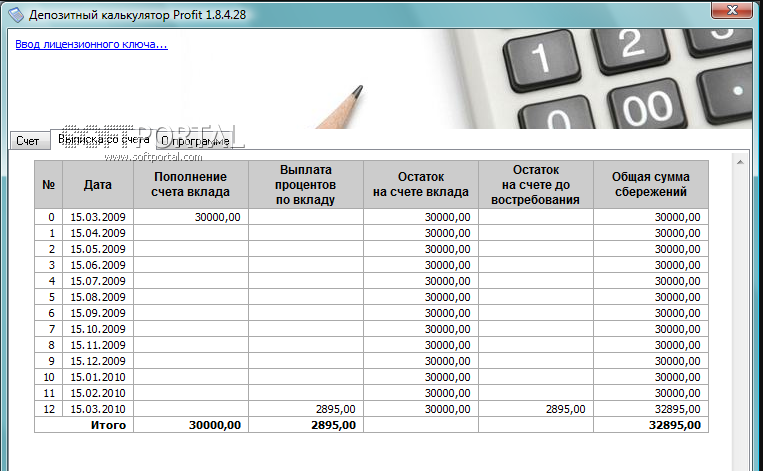 Депозитный калькулятор Profit 1.8.4.28
Ввод лицензионного ключа...
1
2
0
00
SOFTPORTAL
www.softportal.com
Счет Выписка со счета О программе
№ Дата Пополнение счета вклада Выплата процентов по вкладу Остаток на счете вклада Остаток на счете до востребования Общая сумма сбережений
0 15.03.2009 30000,00 30000,00 30000,00
1 15.04.2009 30000,00 30000,00
2 15.05.2009 30000,00 30000,00
3 15.06.2009 30000,00 30000,00
4 15.07.2009 30000,00 30000,00
5 15.08.2009 30000,00 30000,00
6 15.09.2009 30000,00 30000,00
7 15.10.2009 30000,00 30000,00
8 15.11.2009 30000,00 30000,00
9 15.12.2009 30000,00 30000,00
10 15.01.2010 30000,00 30000,00
11 15.02.2010 30000,00 30000,00
12 15.03.2010 2895,00 30000,00 2895,00 32895,00
Итого 30000,00 2895,00 32895,00